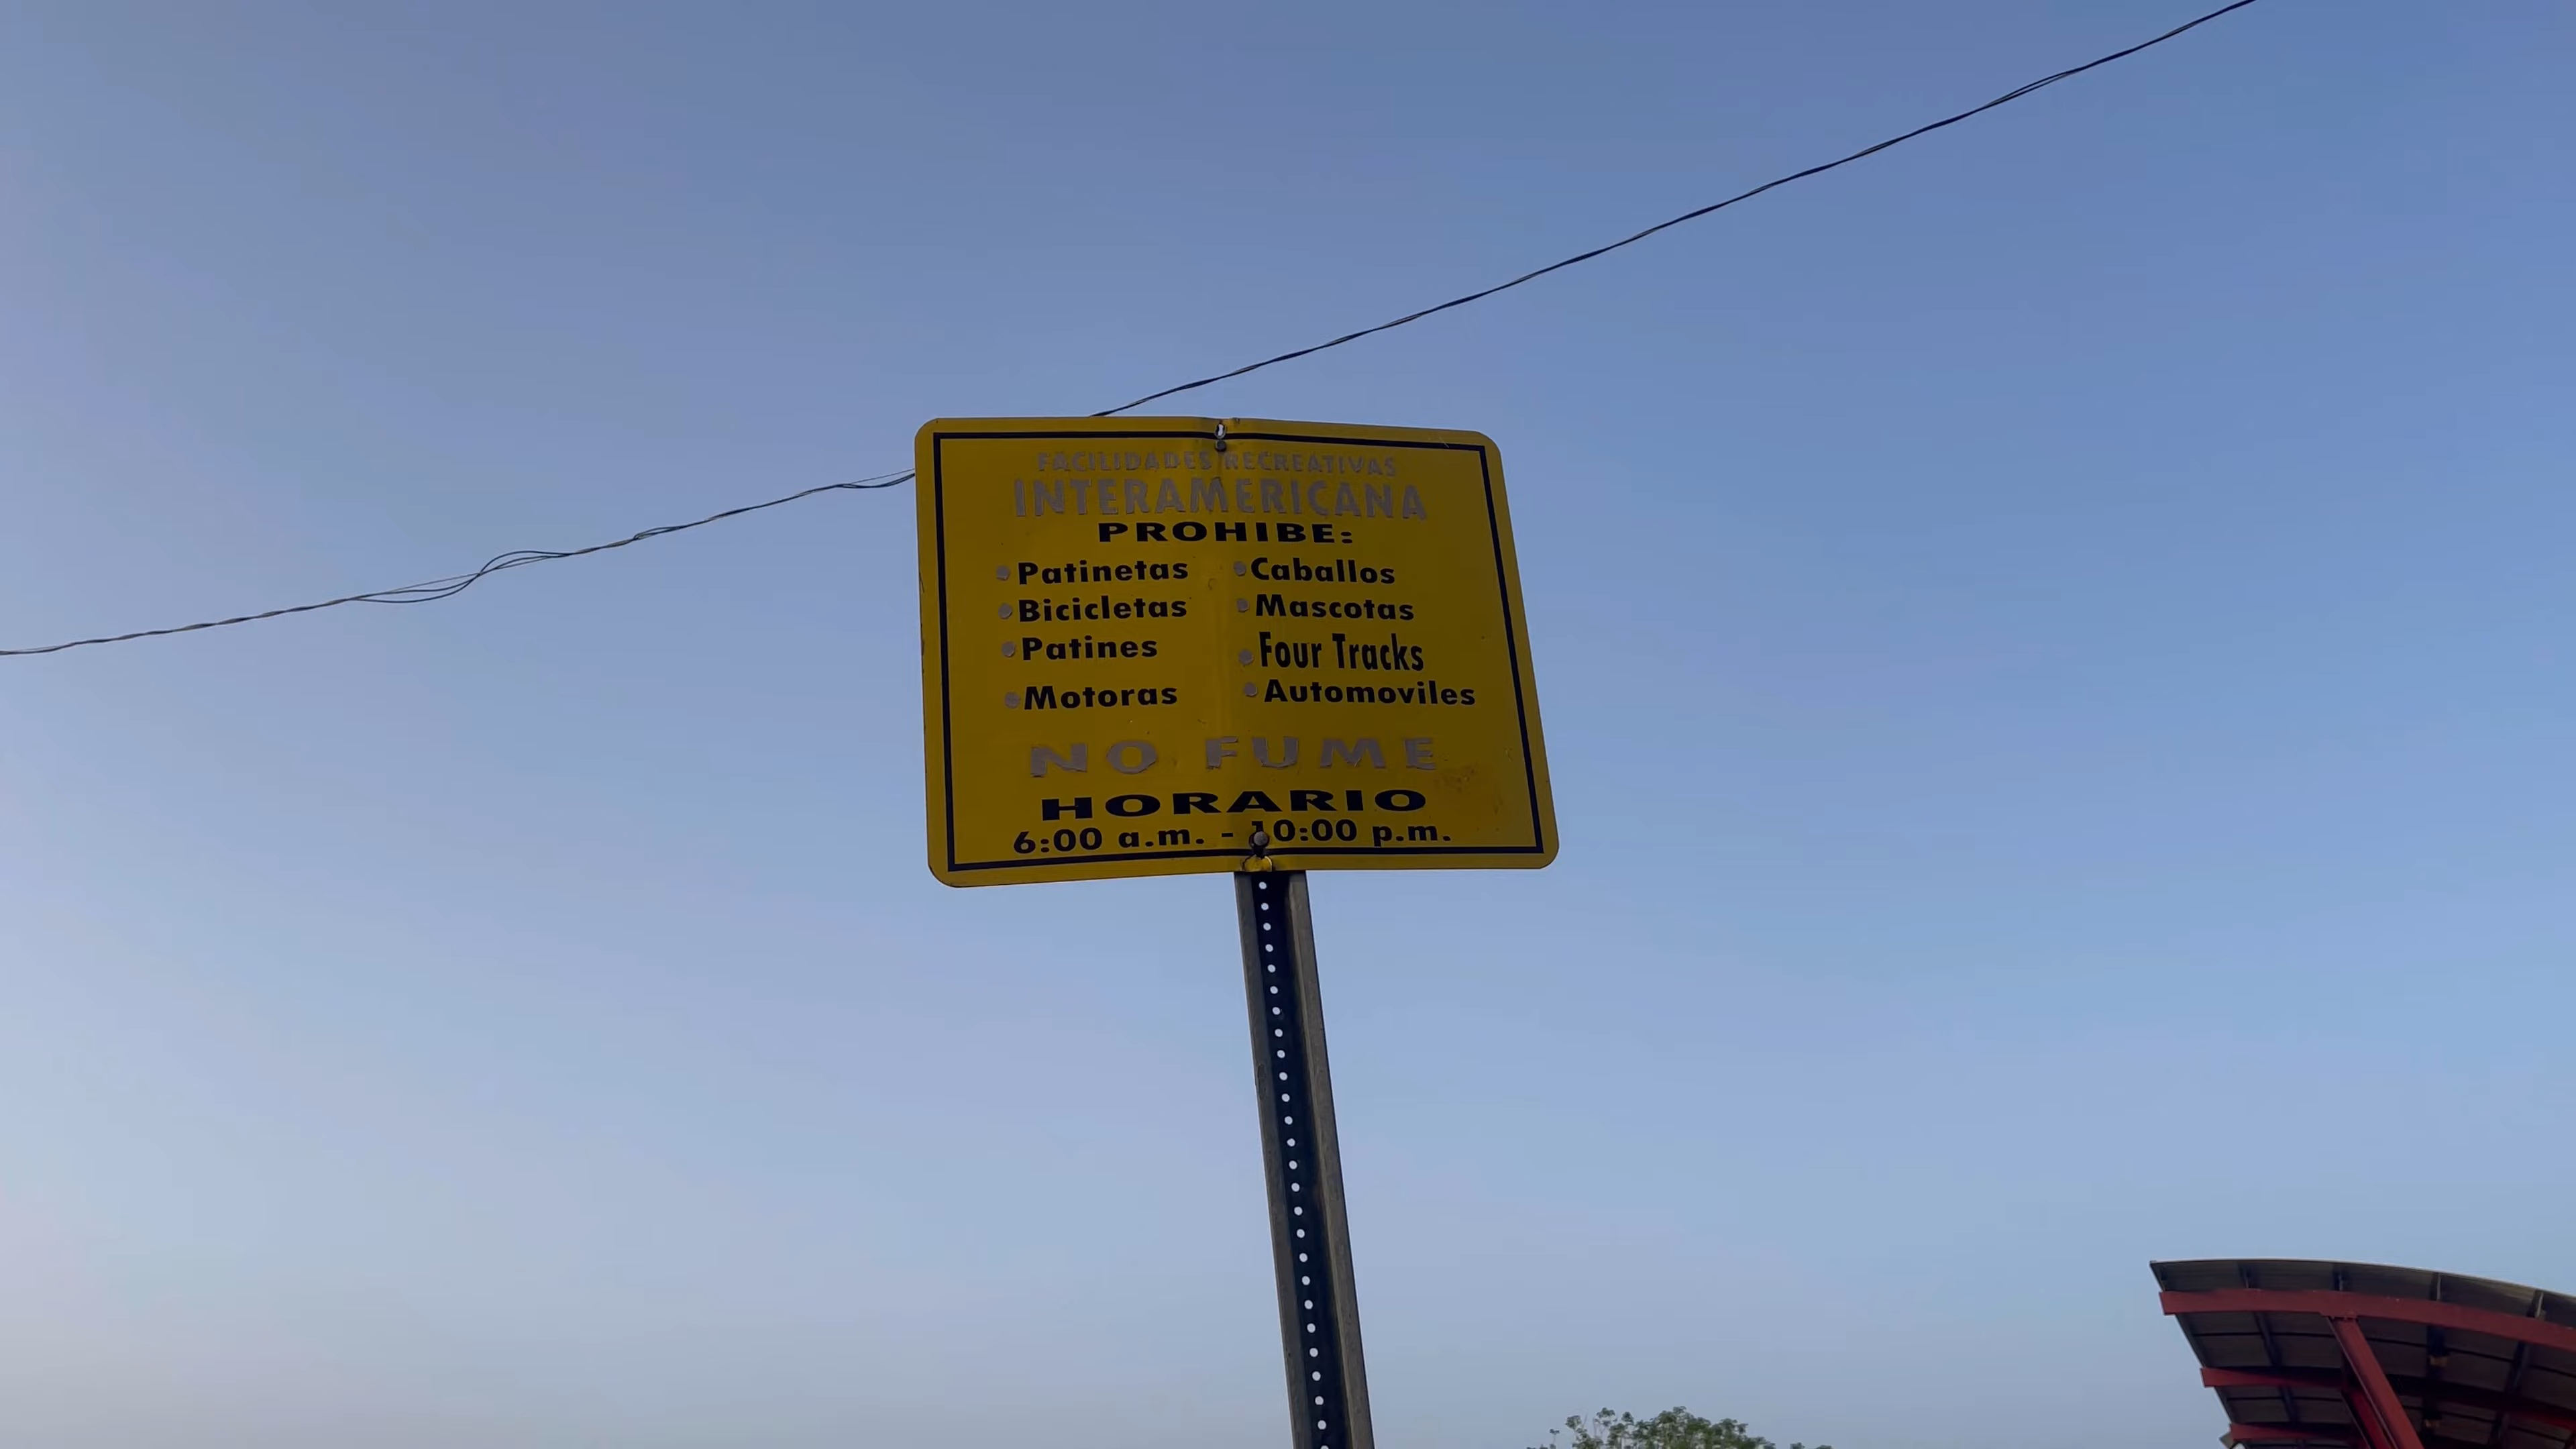 FACILIDADES RECREATIVAS
INTERAMERICANA
PROHIBE:
Patinetas
Bicicletas
Patines
Motoras
Caballos
Mascotas
Four Tracks
Automoviles
NO FUME
HORARIO
6:00 a.m. - 10:00 p.m.